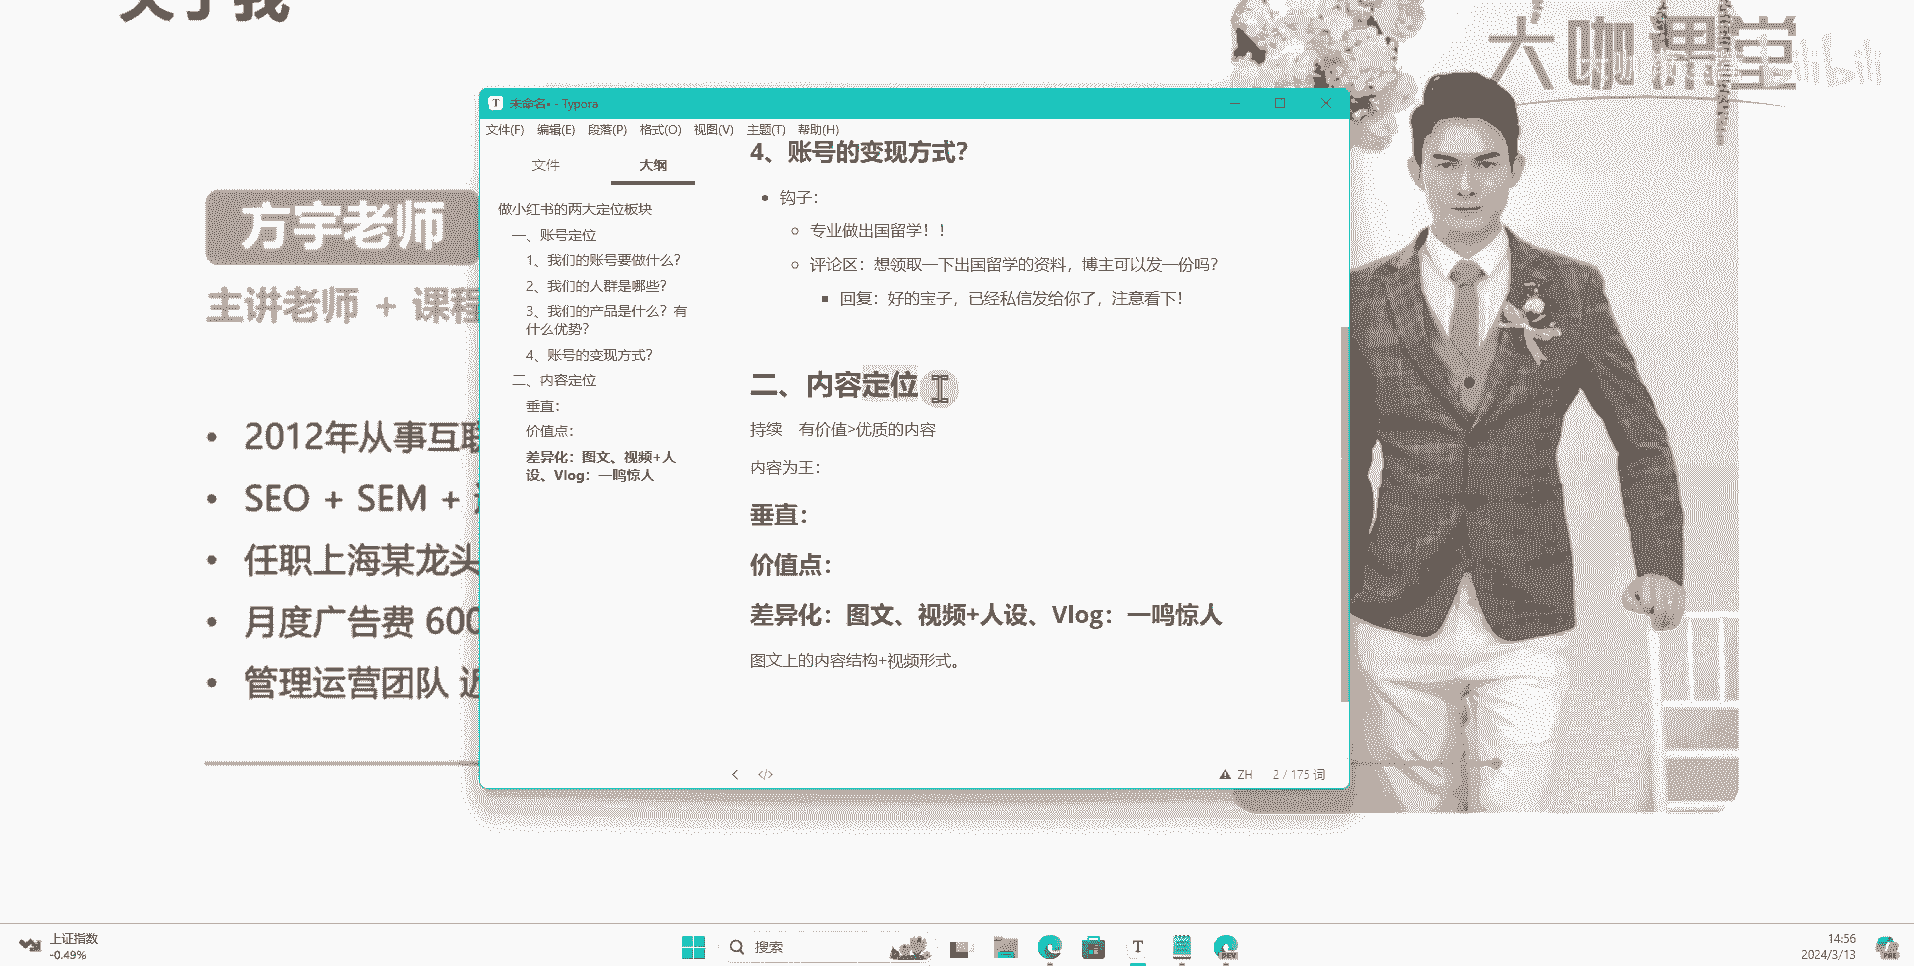 关于我
大咖课堂
bilibili
方宇老师
主讲老师 + 课程
2012年从事互联
SEO + SEM +
任职上海某龙头
月度广告费 600
管理运营团队 近
未命名• - Typora
文件(F) 编辑(E) 段落(P) 格式(O) 视图(V) 主题(T) 帮助(H)
文件 大纲
做小红书的两大定位板块
一、账号定位
1、我们的账号要做什么？
2、我们的人群是哪些？
3、我们的产品是什么？有
什么优势？
4、账号的变现方式？
二、内容定位
垂直：
价值点：
差异化：图文、视频+人
设、Vlog：一鸣惊人
4、账号的变现方式？
钩子：
专业做出国留学！！
评论区：想领取一下出国留学的资料，博主可以发一份吗？
回复：好的宝子，已经私信发给你了，注意看下！
二、内容定位
持续 有价值>优质的内容
内容为王：
垂直：
价值点：
差异化：图文、视频+人设、Vlog：一鸣惊人
图文上的内容结构+视频形式。
ZH 2 / 175 词
上证指数
-0.49%
搜索
T
DEV
14:56
2024/3/13
PRE